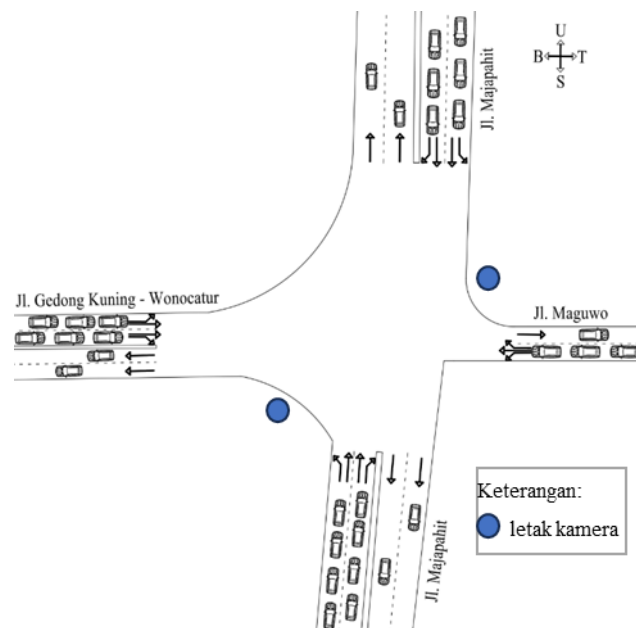 U
B T
S
Jl. Majapahit
Jl. Gedong Kuning - Wonocatur
Jl. Maguwo
Jl. Majapahit
Keterangan:
letak kamera